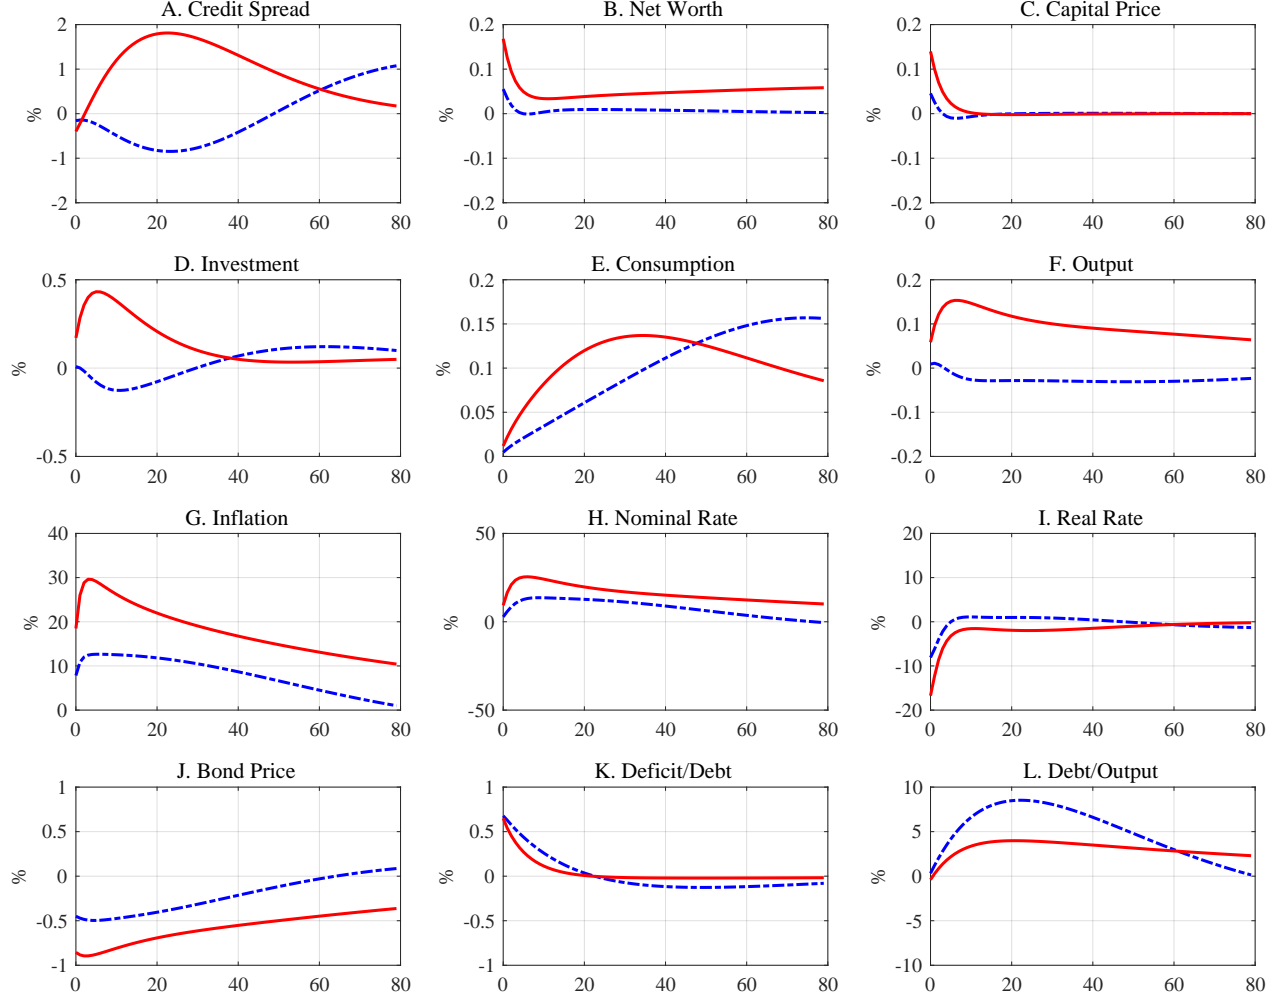 A. Credit Spread
B. Net Worth
C. Capital Price
2
1
0
-1
-2
%
0 20 40 60 80
0.2
0.1
0
-0.1
-0.2
%
0 20 40 60 80
0.2
0.1
0
-0.1
-0.2
%
0 20 40 60 80
D. Investment
E. Consumption
F. Output
0.5
0
-0.5
%
0 20 40 60 80
0.2
0.15
0.1
0.05
0
%
0 20 40 60 80
0.2
0.1
0
-0.1
-0.2
%
0 20 40 60 80
G. Inflation
H. Nominal Rate
I. Real Rate
40
30
20
10
0
%
0 20 40 60 80
50
0
-50
%
0 20 40 60 80
20
10
0
-10
-20
%
0 20 40 60 80
J. Bond Price
K. Deficit/Debt
L. Debt/Output
1
0.5
0
-0.5
-1
%
0 20 40 60 80
1
0.5
0
-0.5
-1
%
0 20 40 60 80
10
5
0
-5
-10
%
0 20 40 60 80